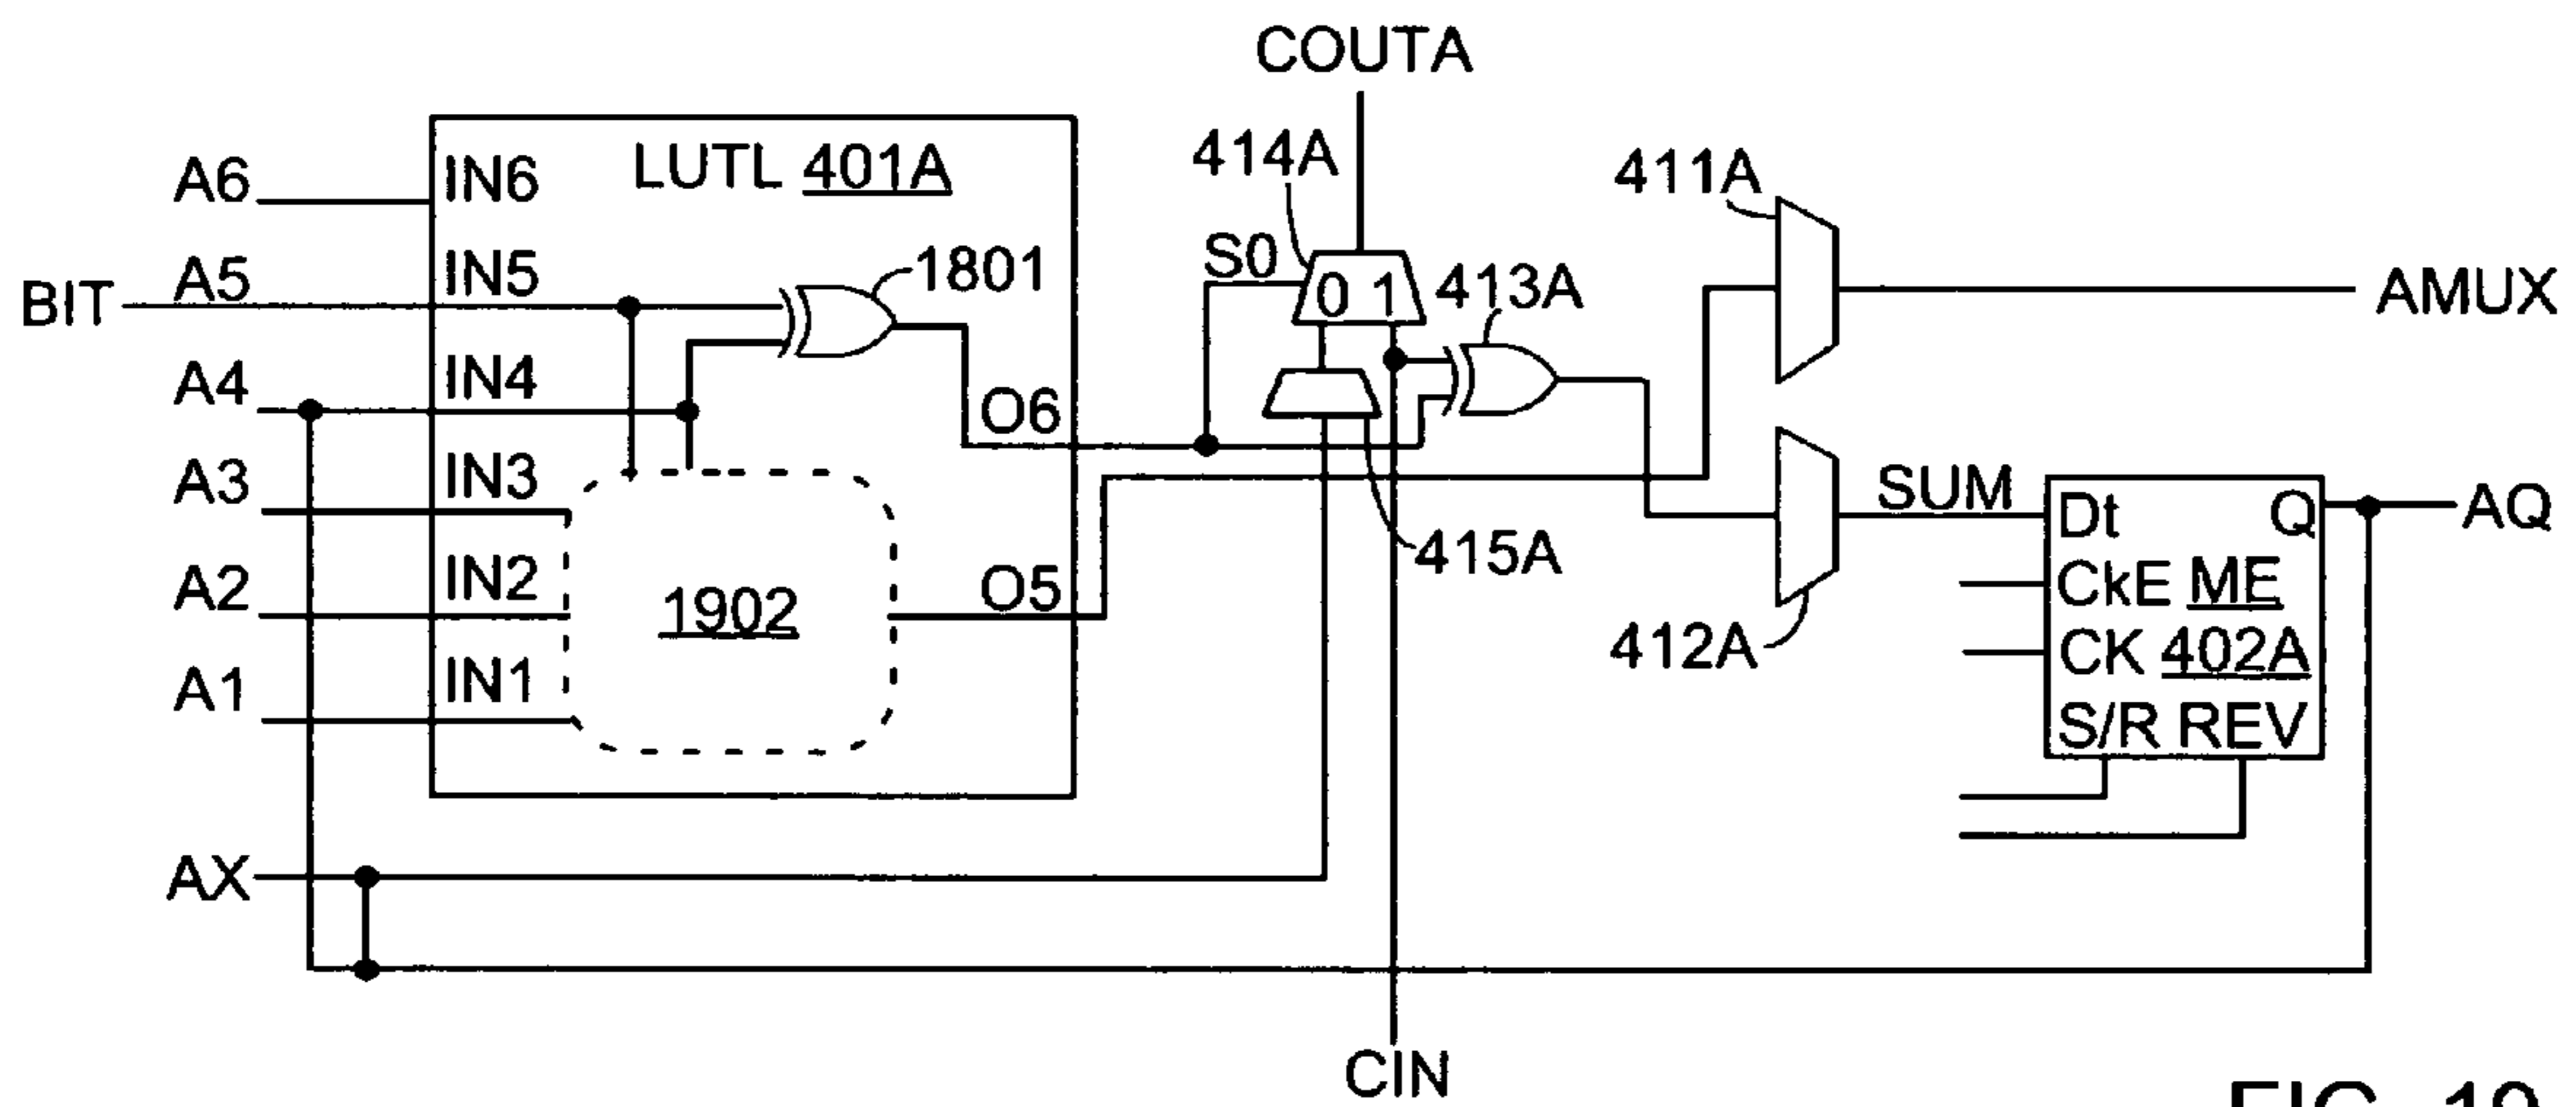 COUTA
LUTL 401A
414A
411A
A6
IN6
A5
IN5
1801
S0
0 1
413A
BIT
AMUX
A4
IN4
O6
A3
IN3
SUM
Dt
Q
AQ
415A
A2
IN2
O5
CkE ME
1902
412A
CK 402A
A1
IN1
S/R REV
AX
CIN